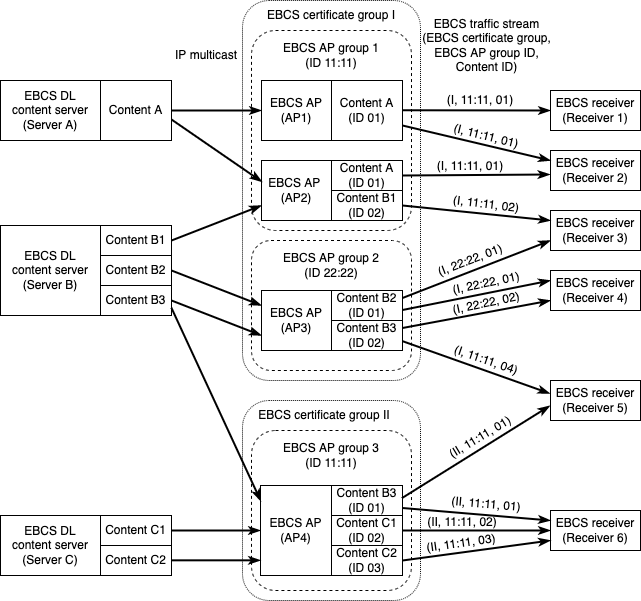 EBCS certificate group I
EBCS traffic stream
(EBCS certificate group,
EBCS AP group ID,
Content ID)
IP multicast
EBCS AP group 1
(ID 11:11)
EBCS DL
content server
(Server A)
Content A
EBCS AP
(AP1)
Content A
(ID 01)
(I, 11:11, 01)
EBCS receiver
(Receiver 1)
(I, 11:11, 01)
EBCS AP
(AP2)
Content A
(ID 01)
Content B1
(ID 02)
(I, 11:11, 01)
EBCS receiver
(Receiver 2)
(I, 11:11, 02)
EBCS receiver
(Receiver 3)
EBCS DL
content server
(Server B)
Content B1
Content B2
Content B3
EBCS AP group 2
(ID 22:22)
EBCS AP
(AP3)
Content B2
(ID 01)
Content B3
(ID 02)
(I, 22:22, 01)
(I, 22:22, 01)
(I, 22:22, 02)
EBCS receiver
(Receiver 4)
(I, 11:11, 04)
EBCS receiver
(Receiver 5)
EBCS certificate group II
EBCS AP group 3
(ID 11:11)
(II, 11:11, 01)
EBCS DL
content server
(Server C)
Content C1
Content C2
EBCS AP
(AP4)
Content B3
(ID 01)
Content C1
(ID 02)
Content C2
(ID 03)
(II, 11:11, 01)
(II, 11:11, 02)
(II, 11:11, 03)
EBCS receiver
(Receiver 6)